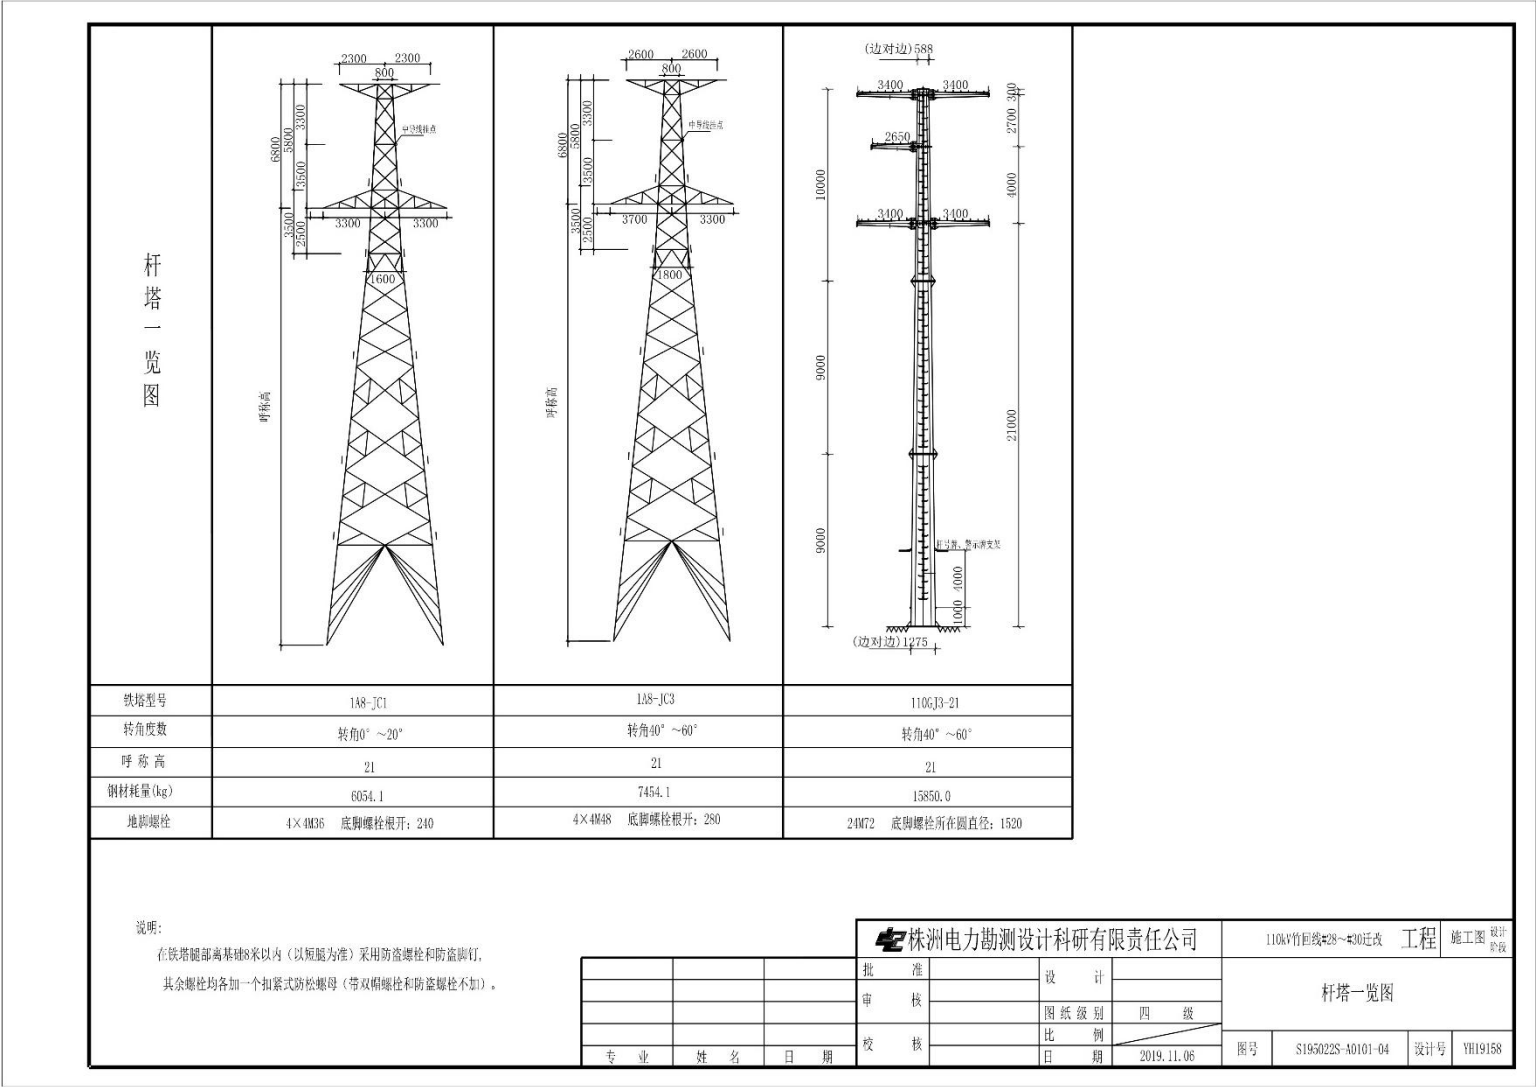 杆塔一览图
2300 2300
800
6800
5800
3300
3500
中导线挂点
3300 3300
3500
2500
1600
呼称高
2600 2600
800
6800
5800
3300
3500
中导线挂点
3700 3300
3500
2500
1800
呼称高
(边对边)588
3400 3400
300
2700
2650
10000
4000
3400 3400
9000
21000
9000
杆号牌、警示牌支架
4000
1000
(边对边)1275
铁塔型号 1A8-JC1 1A8-JC3 110GJ3-21
转角度数 转角0°～20° 转角40°～60° 转角40°～60°
呼称高 21 21 21
钢材耗量(kg) 6054.1 7454.1 15850.0
地脚螺栓 4×4M36 底脚螺栓根开：240 4×4M48 底脚螺栓根开：280 24M72 底脚螺栓所在圆直径：1520
说明:
在铁塔腿部离基础8米以内（以短腿为准）采用防盗螺栓和防盗脚钉,
其余螺栓均各加一个扣紧式防松螺母（带双帽螺栓和防盗螺栓不加）。
株洲电力勘测设计科研有限责任公司
110kV竹回线#28～#30迁改 工程 施工图 设计阶段
批准
设计
审核
图纸级别 四级
杆塔一览图
校核
比例
专业 姓名 日期
日期 2019.11.06
图号 S195022S-A0101-04 设计号 YH19158